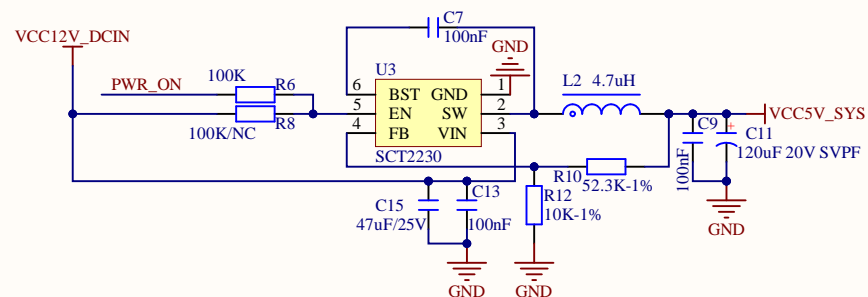 VCC12V_DCIN
C7
100nF
GND
U3
100K
L2 4.7uH
PWR_ON
R6
6 BST GND 1
5 EN SW 2
4 FB VIN 3
VCC5V_SYS
R8
100K/NC
C9
C11
SCT2230
120uF 20V SVPF
100nF
R10
52.3K-1%
C15
C13
R12
47uF/25V
100nF
10K-1%
GND
GND
GND